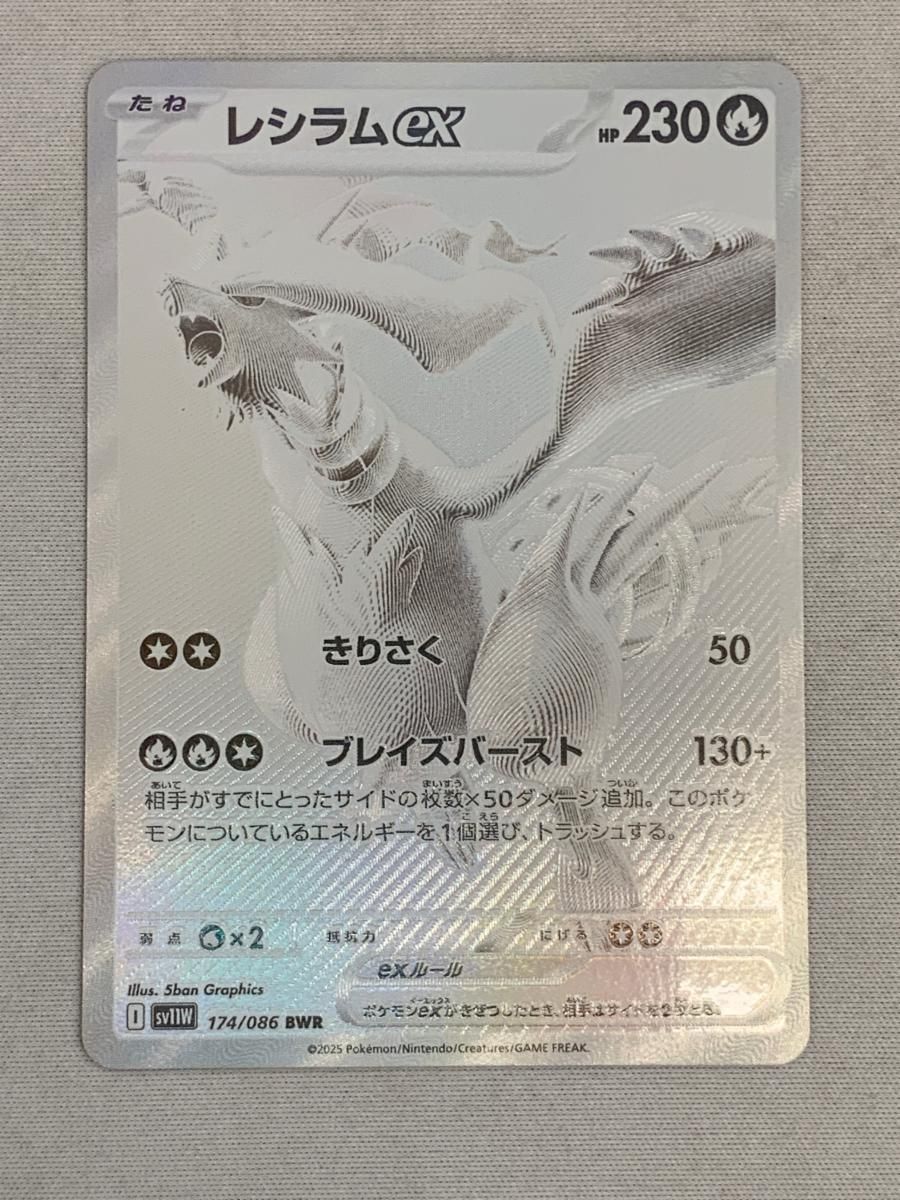 たね
レシラムex
HP230
きりさく 50
ブレイズバースト 130+
相手がすでにとったサイドの枚数×50ダメージ追加。このポケ
モンについているエネルギーを1個選び、トラッシュする。
弱点 ×2 抵抗力 にげる
exルール
ポケモンexがきぜつしたとき、相手はサイドを2枚とる。
Illus. 5ban Graphics
I sv11W 174/086 BWR
©2025 Pokémon/Nintendo/Creatures/GAME FREAK.